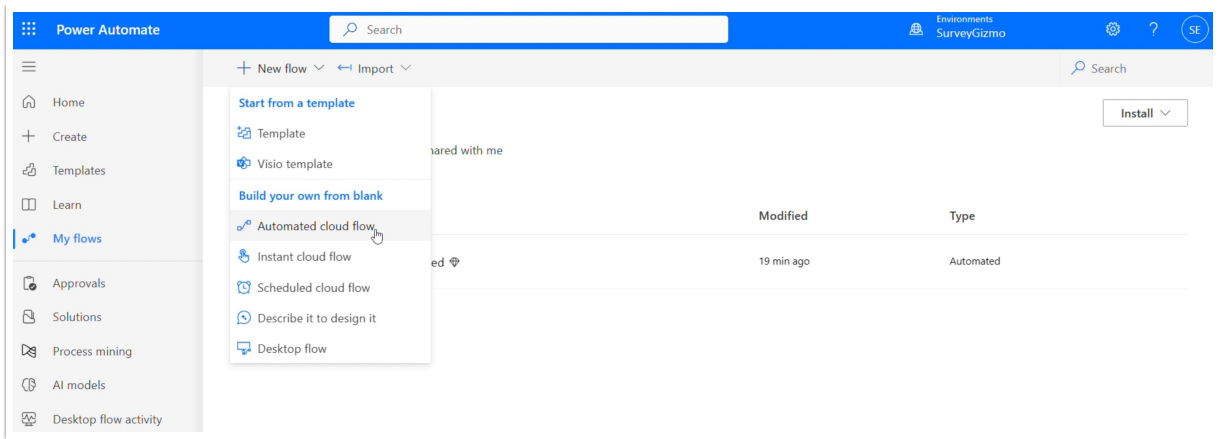 Power Automate
Search
Environments
SurveyGizmo
?
SE
New flow
Import
Search
Home
Create
Templates
Learn
My flows
Approvals
Solutions
Process mining
AI models
Desktop flow activity
Start from a template
Template
Visio template
Build your own from blank
Automated cloud flow
Instant cloud flow
Scheduled cloud flow
Describe it to design it
Desktop flow
Install
with me
Modified
Type
ed
19 min ago
Automated